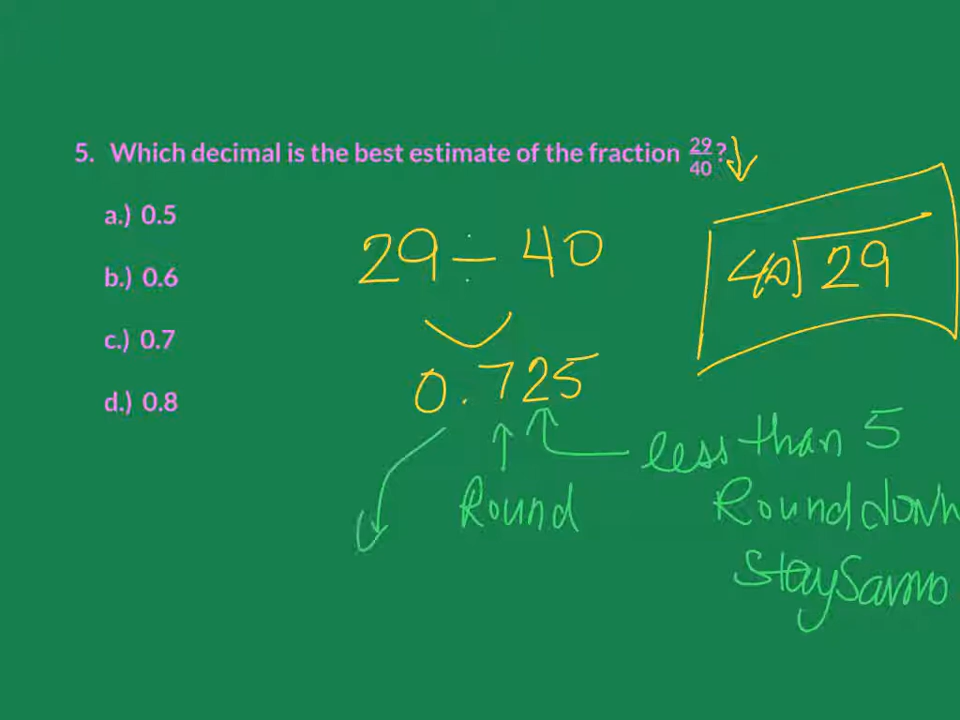 5. Which decimal is the best estimate of the fraction 29/40?
a.) 0.5
b.) 0.6
c.) 0.7
d.) 0.8
29 ÷ 40
40)29
0.725
less than 5
Round
Round down
Stay Same